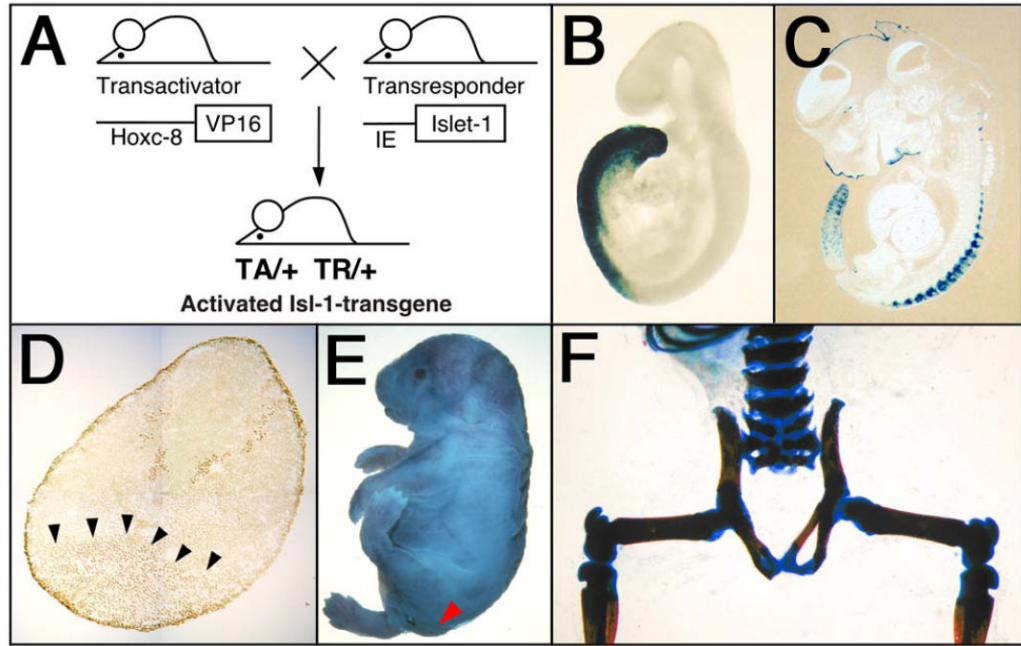 A
Transactivator
Transresponder
Hoxc-8
VP16
IE
Islet-1
TA/+ TR/+
Activated Isl-1-transgene
B
C
D
E
F